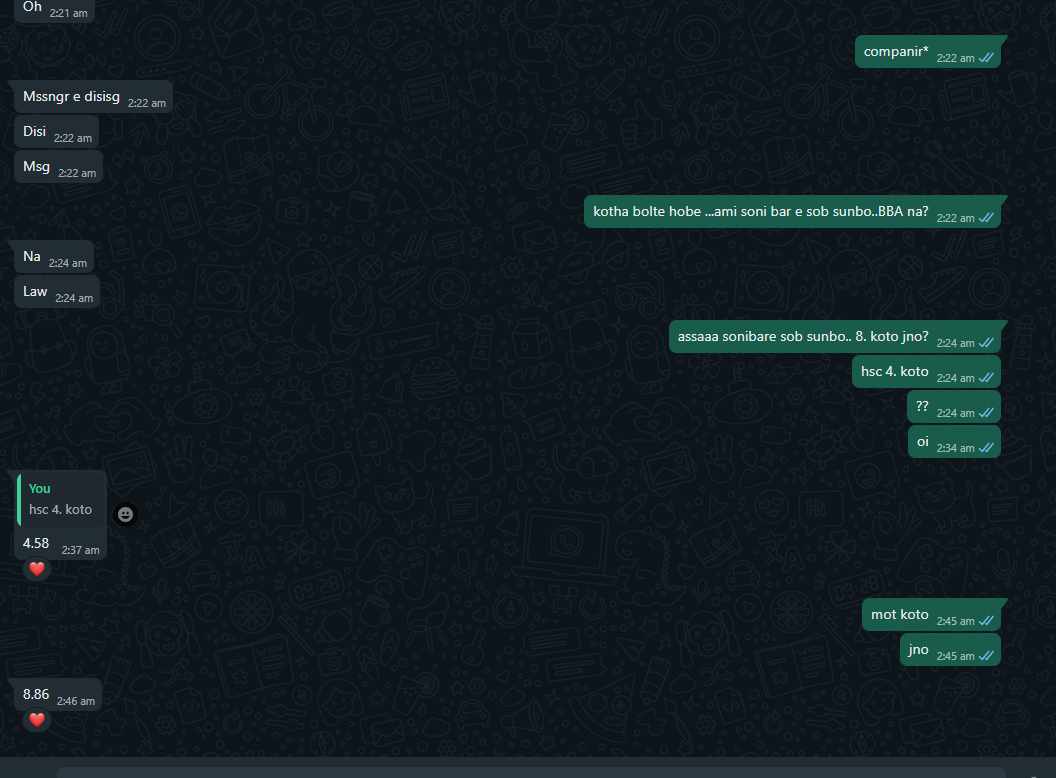 Oh 2:21 am
companir* 2:22 am
Mssngr e disisg 2:22 am
Disi 2:22 am
Msg 2:22 am
kotha bolte hobe ...ami soni bar e sob sunbo..BBA na? 2:22 am
Na 2:24 am
Law 2:24 am
assaaa sonibare sob sunbo.. 8. koto jno? 2:24 am
hsc 4. koto 2:24 am
?? 2:24 am
oi 2:34 am
You
hsc 4. koto
4.58 2:37 am
mot koto 2:45 am
jno 2:45 am
8.86 2:46 am